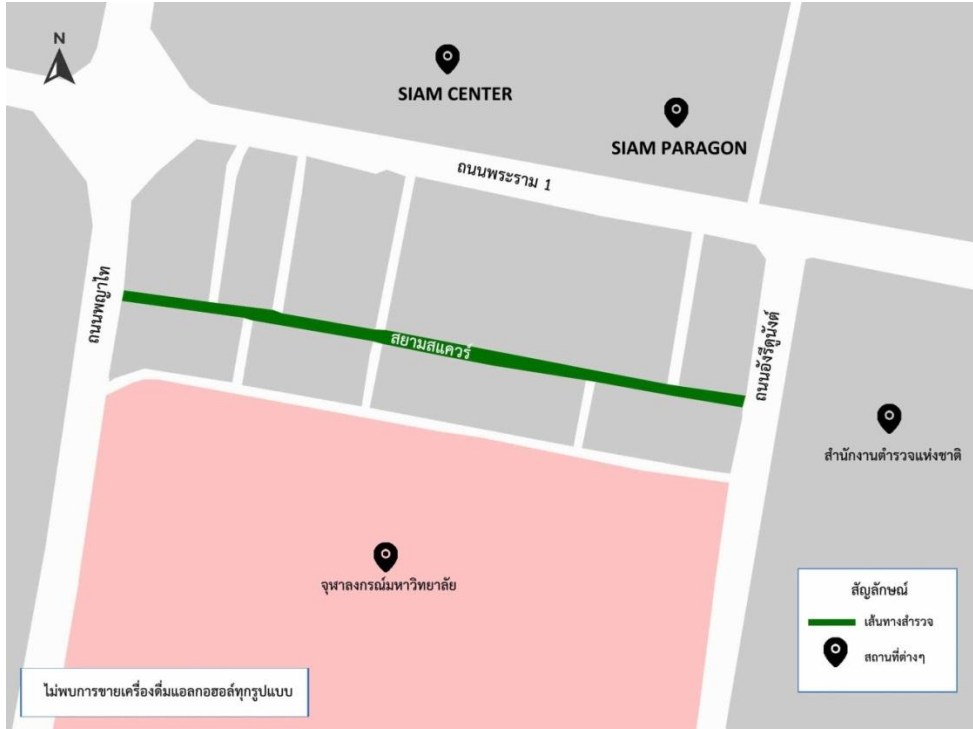 N
SIAM CENTER
SIAM PARAGON
ถนนพระราม 1
ถนนพญาไท
สยามสแควร์
ถนนอังรีดูนังต์
สำนักงานตำรวจแห่งชาติ
จุฬาลงกรณ์มหาวิทยาลัย
สัญลักษณ์
เส้นทางสำรวจ
สถานที่ต่างๆ
ไม่พบการขายเครื่องดื่มแอลกอฮอล์ทุกรูปแบบ